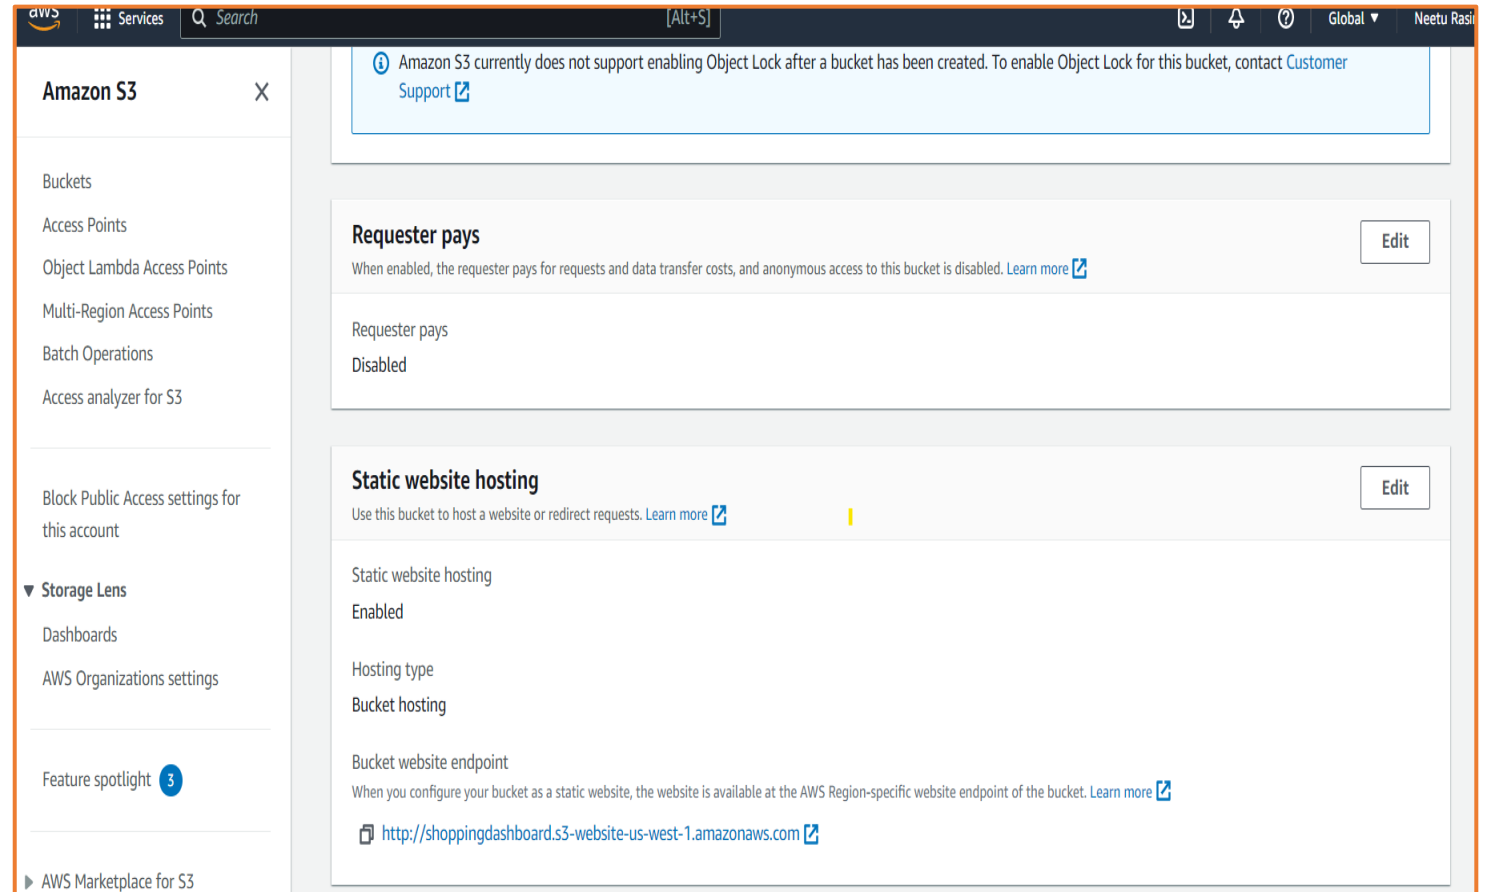 aws
Services
Search
[Alt+S]
Global
Neetu Rasi
Amazon S3
Buckets
Access Points
Object Lambda Access Points
Multi-Region Access Points
Batch Operations
Access analyzer for S3
Block Public Access settings for
this account
Storage Lens
Dashboards
AWS Organizations settings
Feature spotlight 3
AWS Marketplace for S3
Amazon S3 currently does not support enabling Object Lock after a bucket has been created. To enable Object Lock for this bucket, contact Customer
Support
Requester pays
Edit
When enabled, the requester pays for requests and data transfer costs, and anonymous access to this bucket is disabled. Learn more
Requester pays
Disabled
Static website hosting
Edit
Use this bucket to host a website or redirect requests. Learn more
Static website hosting
Enabled
Hosting type
Bucket hosting
Bucket website endpoint
When you configure your bucket as a static website, the website is available at the AWS Region-specific website endpoint of the bucket. Learn more
http://shoppingdashboard.s3-website-us-west-1.amazonaws.com